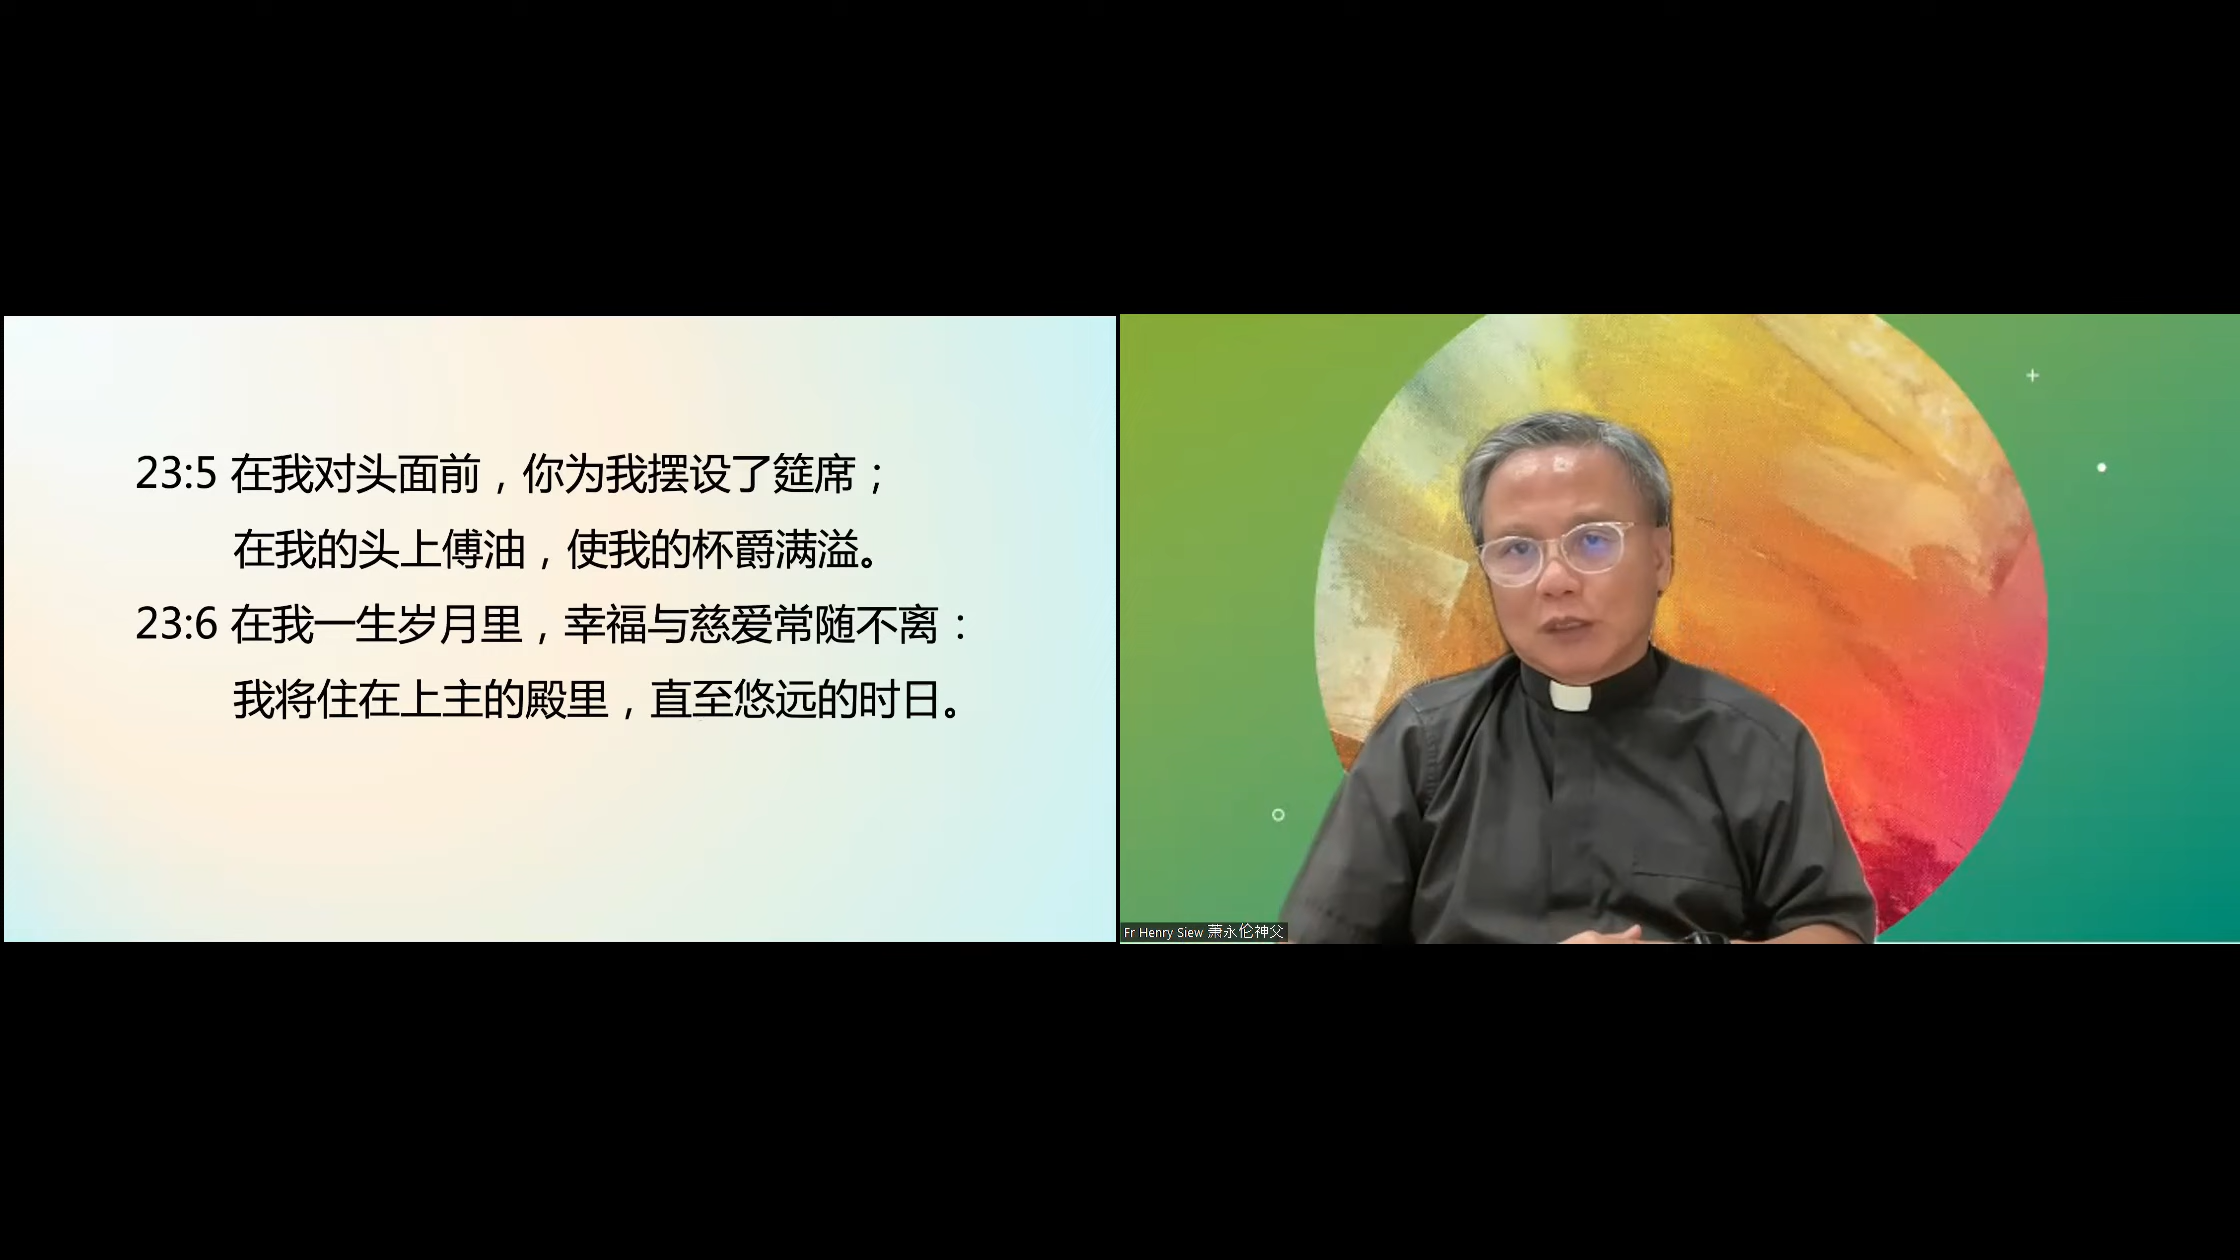 23:5 在我对头面前，你为我摆设了筵席；
在我的头上傅油，使我的杯爵满溢。
23:6 在我一生岁月里，幸福与慈爱常随不离：
我将住在上主的殿里，直至悠远的时日。
Fr Henry Siew 萧永伦神父